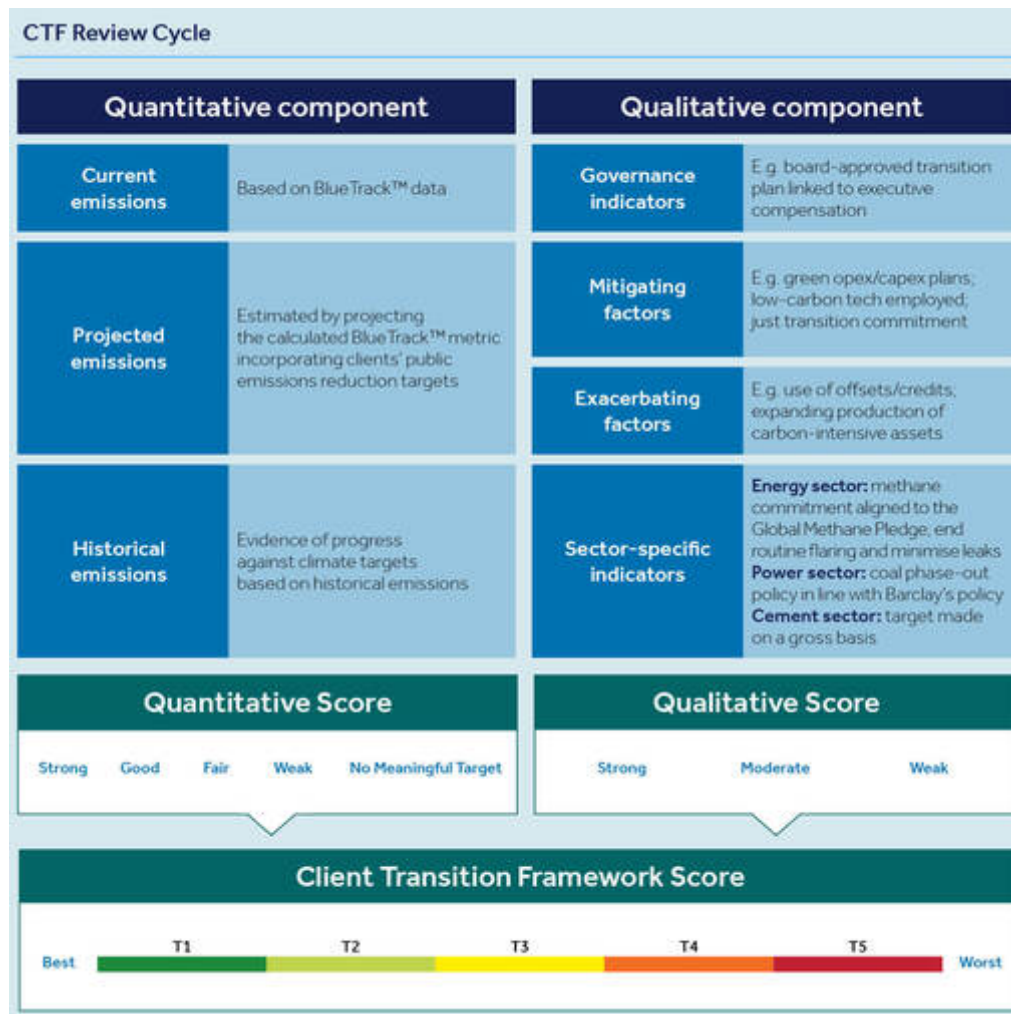 CTF Review Cycle
Quantitative component
Current
emissions
Based on BlueTrack™ data
Projected
emissions
Estimated by projecting
the calculated BlueTrack™ metric
incorporating clients' public
emissions reduction targets
Historical
emissions
Evidence of progress
against climate targets
based on historical emissions
Qualitative component
Governance
indicators
E.g. board-approved transition
plan linked to executive
compensation
Mitigating
factors
E.g. green opex/capex plans;
low-carbon tech employed;
just transition commitment
Exacerbating
factors
E.g. use of offsets/credits;
expanding production of
carbon-intensive assets
Sector-specific
indicators
Energy sector: methane
commitment aligned to the
Global Methane Pledge; end
routine flaring and minimise leaks
Power sector: coal phase-out
policy in line with Barclay's policy
Cement sector: target made
on a gross basis
Quantitative Score
Strong Good Fair Weak No Meaningful Target
Qualitative Score
Strong Moderate Weak
Client Transition Framework Score
T1 T2 T3 T4 T5
Best Worst